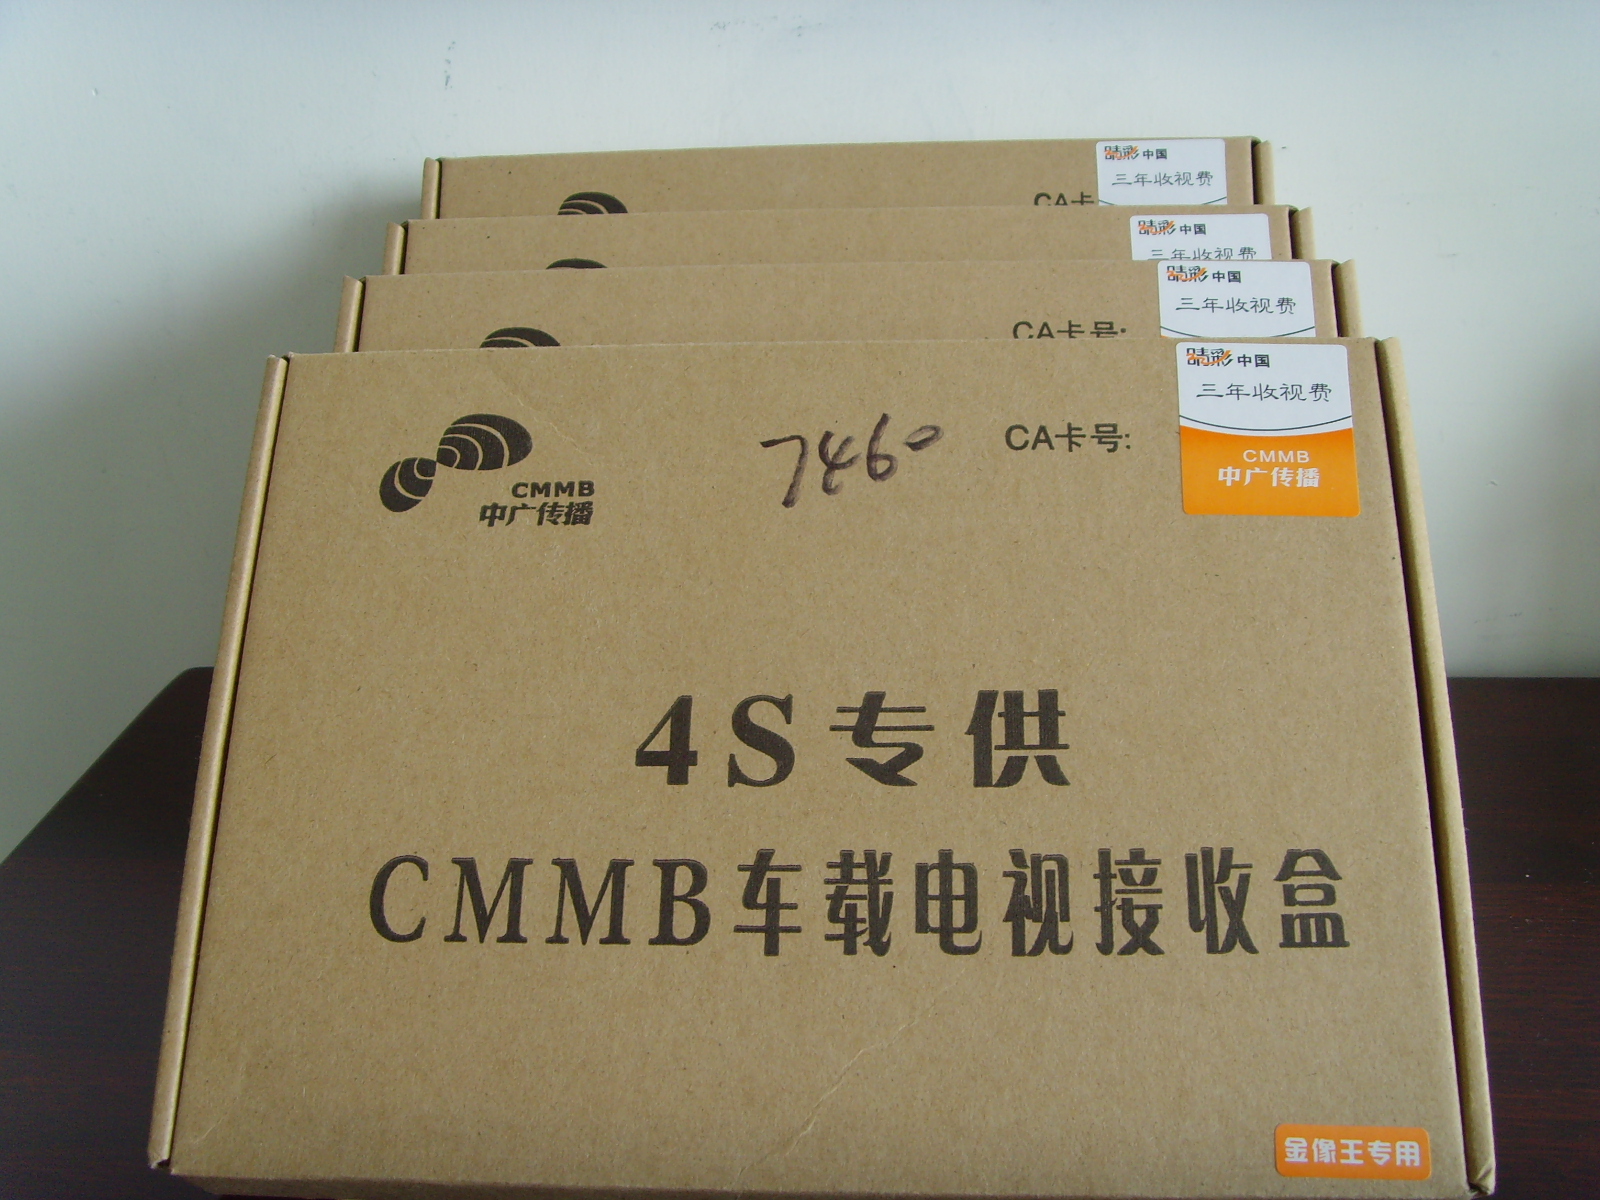 睛彩中国
三年收视费
CA卡
睛彩中国
三年收视费
睛彩中国
三年收视费
CA卡号:
睛彩中国
三年收视费
CMMB
中广传播
7460
CA卡号:
CMMB
中广传播
4S专供
CMMB车载电视接收盒
金像王专用